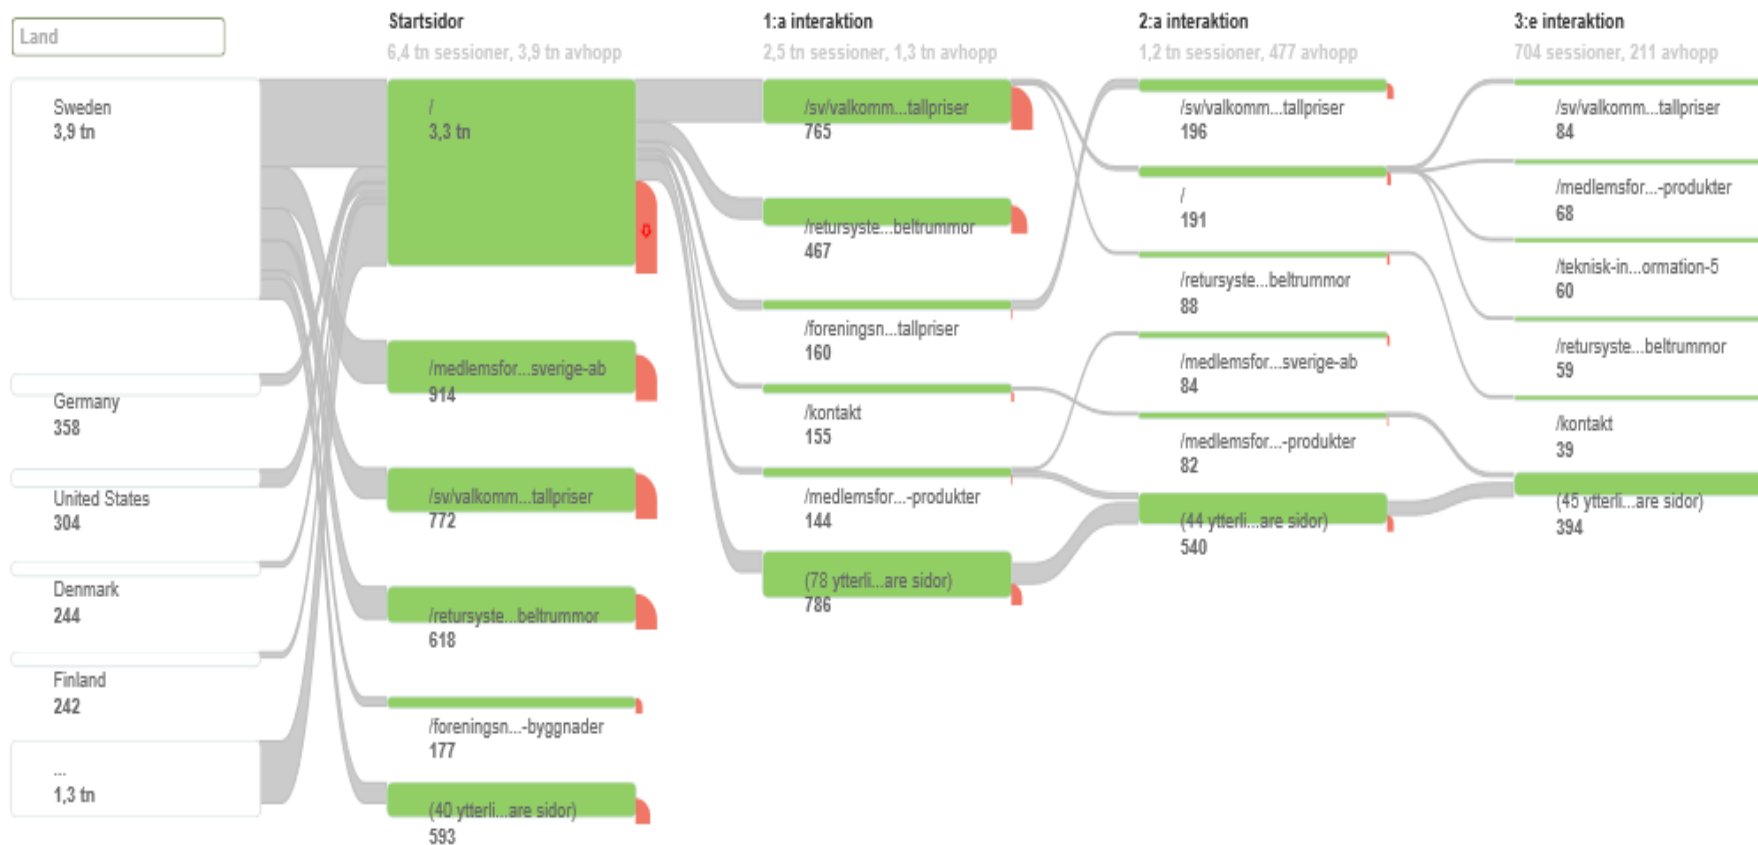 Land
Sweden
3,9 tn
Germany
358
United States
304
Denmark
244
Finland
242
...
1,3 tn
Startsidor
6,4 tn sessioner, 3,9 tn avhopp
/
3,3 tn
/medlemsfor...sverige-ab
914
/sv/valkomm...tallpriser
772
/retursyste...beltrummor
618
/foreningsn...-byggnader
177
(40 ytterli...are sidor)
593
1:a interaktion
2,5 tn sessioner, 1,3 tn avhopp
/sv/valkomm...tallpriser
765
/retursyste...beltrummor
467
/foreningsn...tallpriser
160
/kontakt
155
/medlemsfor...-produkter
144
(78 ytterli...are sidor)
786
2:a interaktion
1,2 tn sessioner, 477 avhopp
/sv/valkomm...tallpriser
196
/
191
/retursyste...beltrummor
88
/medlemsfor...sverige-ab
84
/medlemsfor...-produkter
82
(44 ytterli...are sidor)
540
3:e interaktion
704 sessioner, 211 avhopp
/sv/valkomm...tallpriser
84
/medlemsfor...-produkter
68
/teknisk-in...ormation-5
60
/retursyste...beltrummor
59
/kontakt
39
(45 ytterli...are sidor)
394